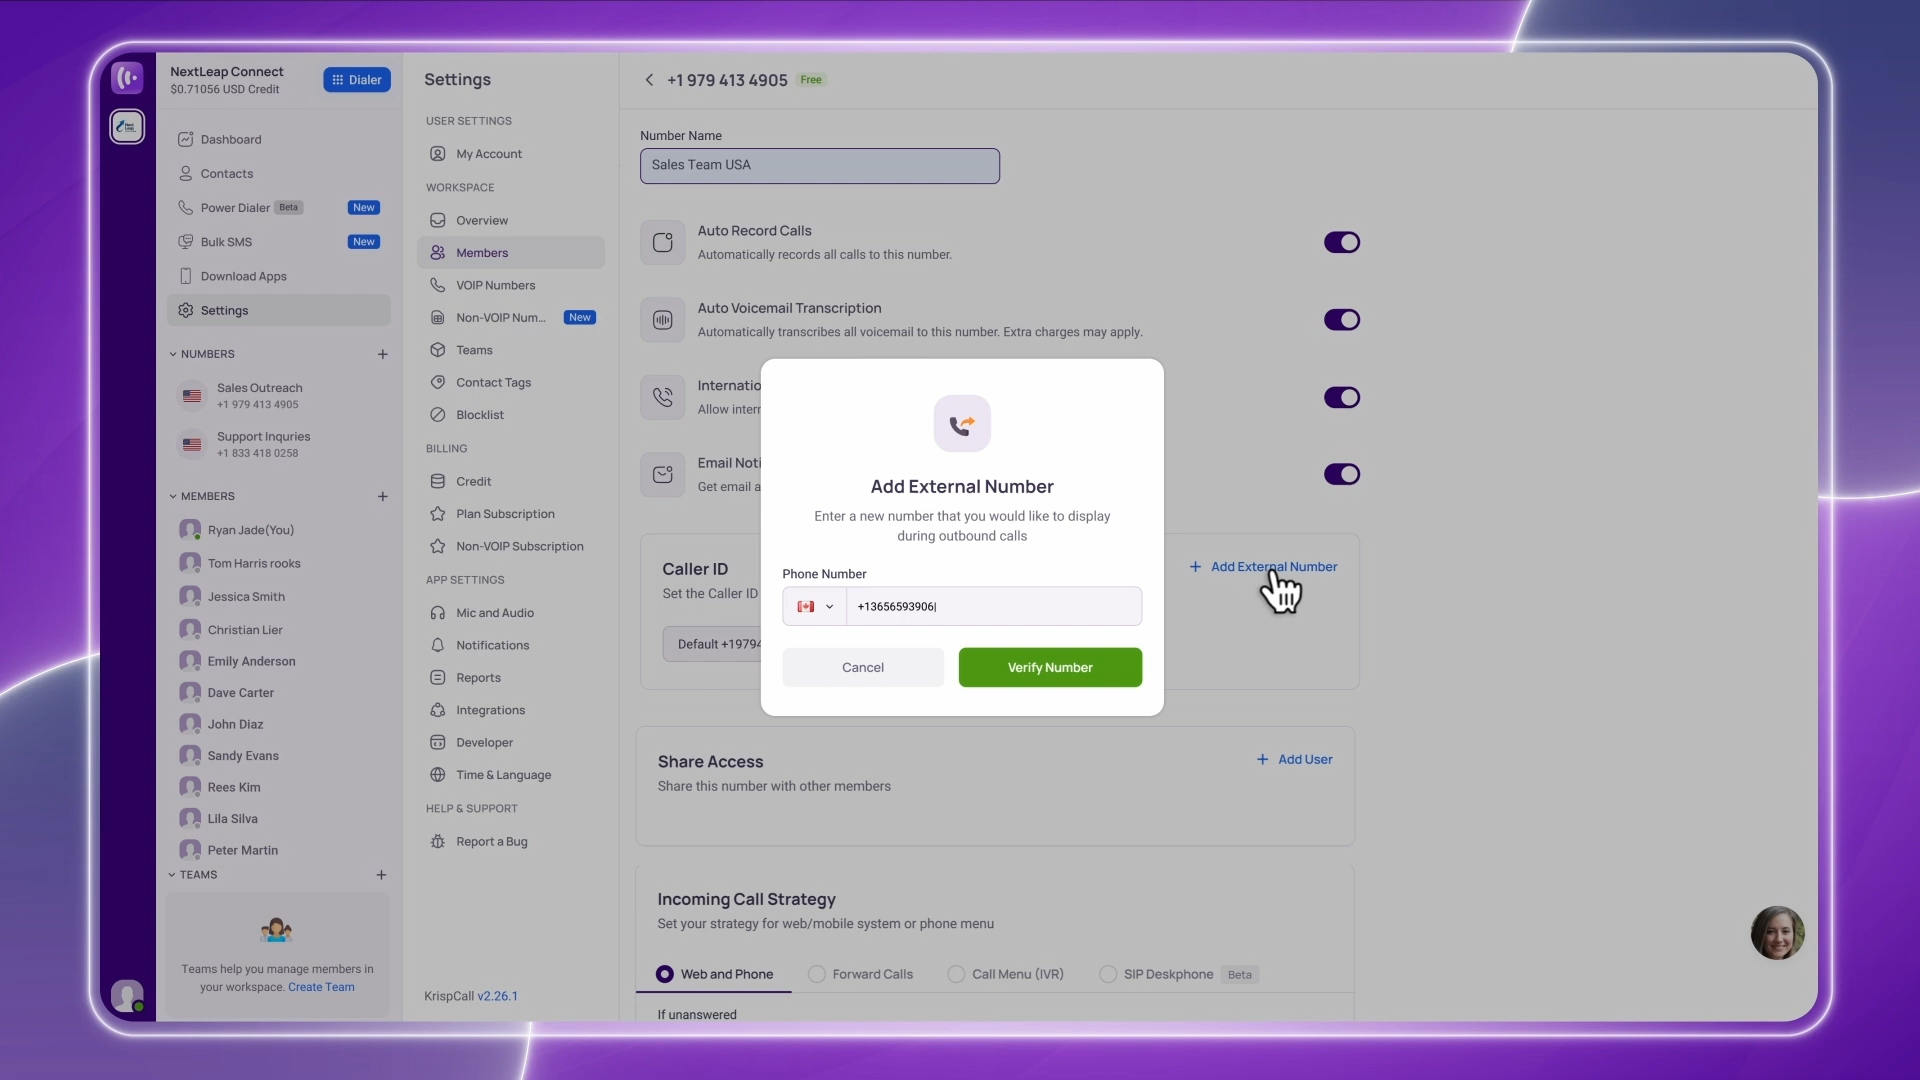 NextLeap Connect
$0.71056 USD Credit
Dialer
Dashboard
Contacts
Power Dialer Beta New
Bulk SMS New
Download Apps
Settings
NUMBERS
Sales Outreach
+1 979 413 4905
Support Inquries
+1 833 418 0258
MEMBERS
Ryan Jade(You)
Tom Harris rooks
Jessica Smith
Christian Lier
Emily Anderson
Dave Carter
John Diaz
Sandy Evans
Rees Kim
Lila Silva
Peter Martin
TEAMS
Teams help you manage members in
your workspace. Create Team
Settings
USER SETTINGS
My Account
WORKSPACE
Overview
Members
VOIP Numbers
Non-VOIP Num... New
Teams
Contact Tags
Blocklist
BILLING
Credit
Plan Subscription
Non-VOIP Subscription
APP SETTINGS
Mic and Audio
Notifications
Reports
Integrations
Developer
Time & Language
HELP & SUPPORT
Report a Bug
KrispCall v2.26.1
+1 979 413 4905 Free
Number Name
Sales Team USA
Auto Record Calls
Automatically records all calls to this number.
Auto Voicemail Transcription
Automatically transcribes all voicemail to this number. Extra charges may apply.
Internatio
Allow inter
Email Noti
Get email a
Caller ID
Set the Caller ID
+ Add External Number
Default +19794
Add External Number
Enter a new number that you would like to display
during outbound calls
Phone Number
+13656593906
Cancel
Verify Number
Share Access
Share this number with other members
+ Add User
Incoming Call Strategy
Set your strategy for web/mobile system or phone menu
Web and Phone
Forward Calls
Call Menu (IVR)
SIP Deskphone Beta
If unanswered